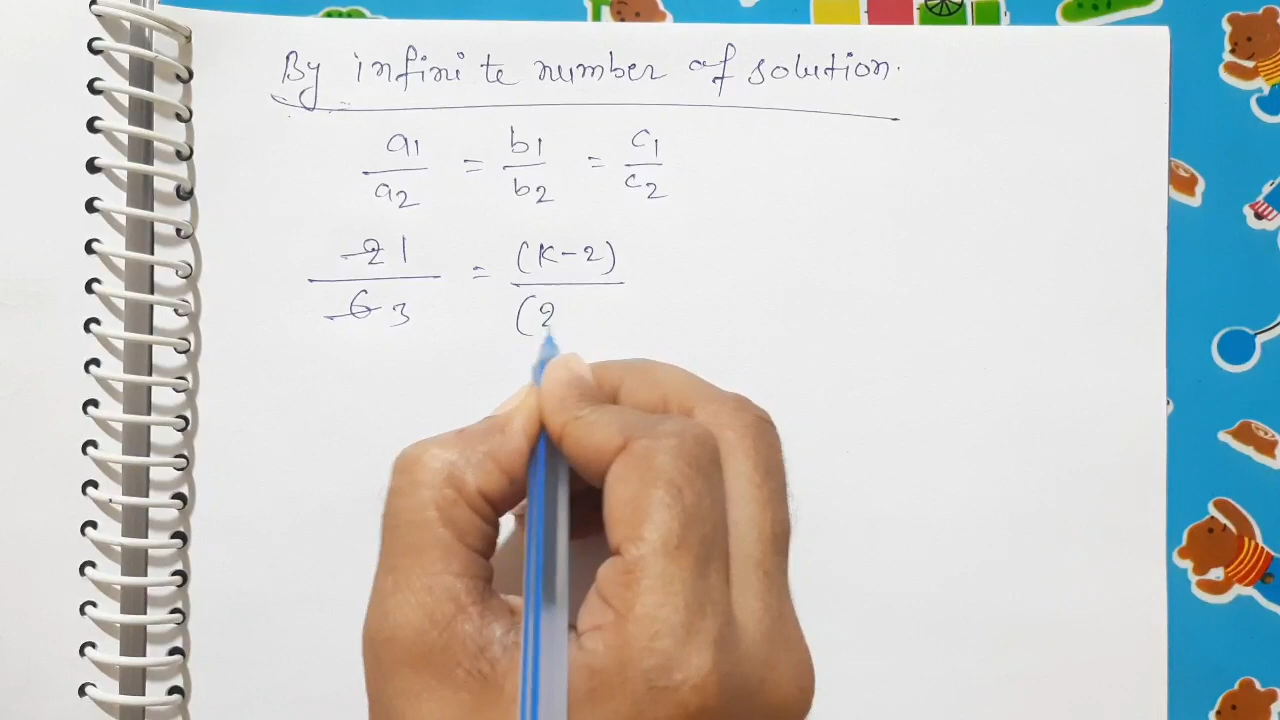 By infinite number of solution.
a1/a2 = b1/b2 = c1/c2
2 1/6 3 = (K-2)/(2